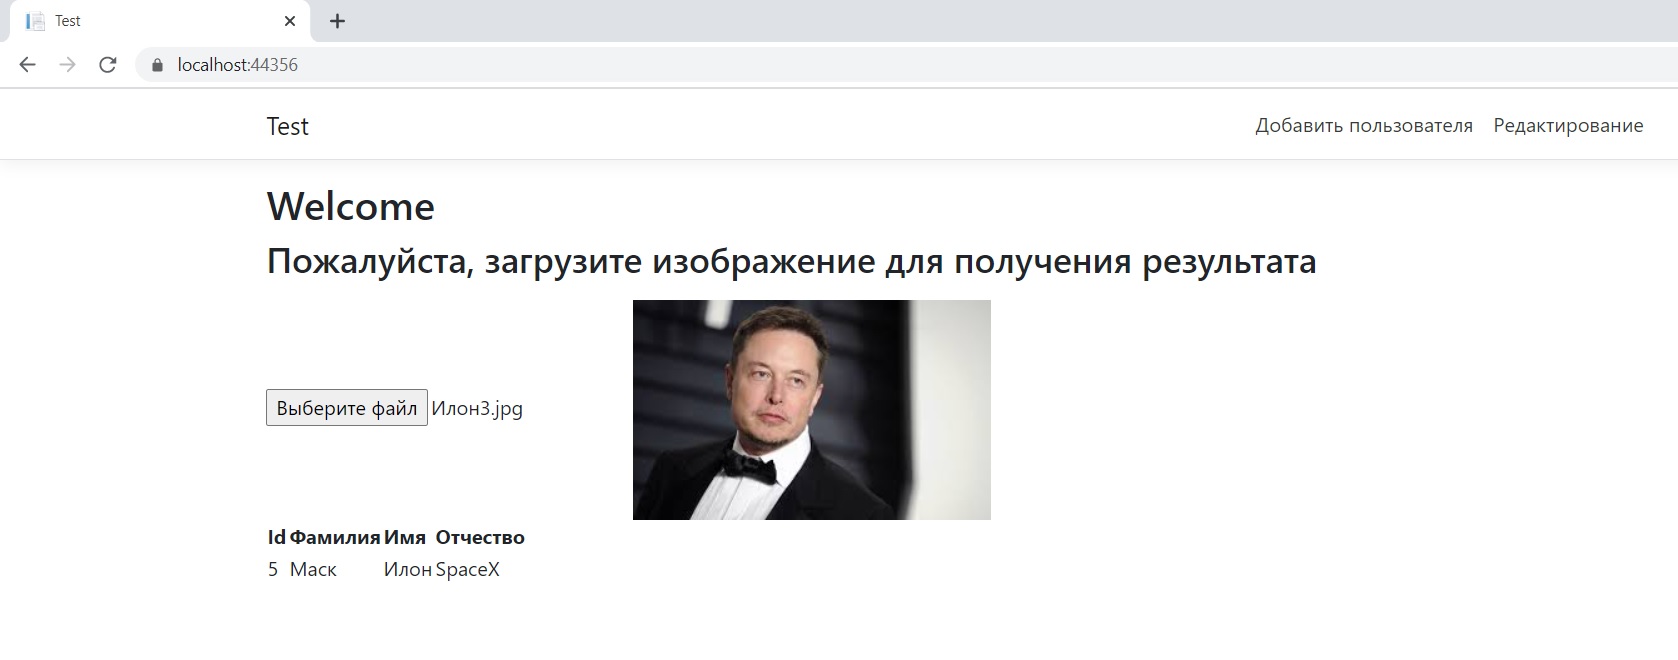 Test
localhost:44356
Test Добавить пользователя Редактирование
Welcome
Пожалуйста, загрузите изображение для получения результата
Выберите файл Илон3.jpg
Id Фамилия Имя Отчество
5 Маск Илон SpaceX